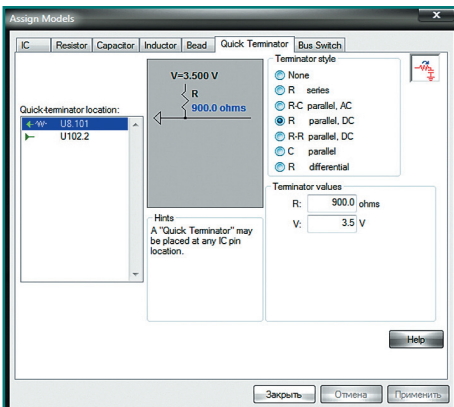 Assign Models
IC Resistor Capacitor Inductor Bead Quick Terminator Bus Switch
Quick-terminator location:
U8.101
U102.2
V=3.500 V
R
900.0 ohms
Hints
A "Quick Terminator" may
be placed at any IC pin
location.
Terminator style
None
R series
R-C parallel, AC
R parallel, DC
R-R parallel, DC
C parallel
R differential
Terminator values
R: 900.0 ohms
V: 3.5 V
Help
Закрыть Отмена Применить